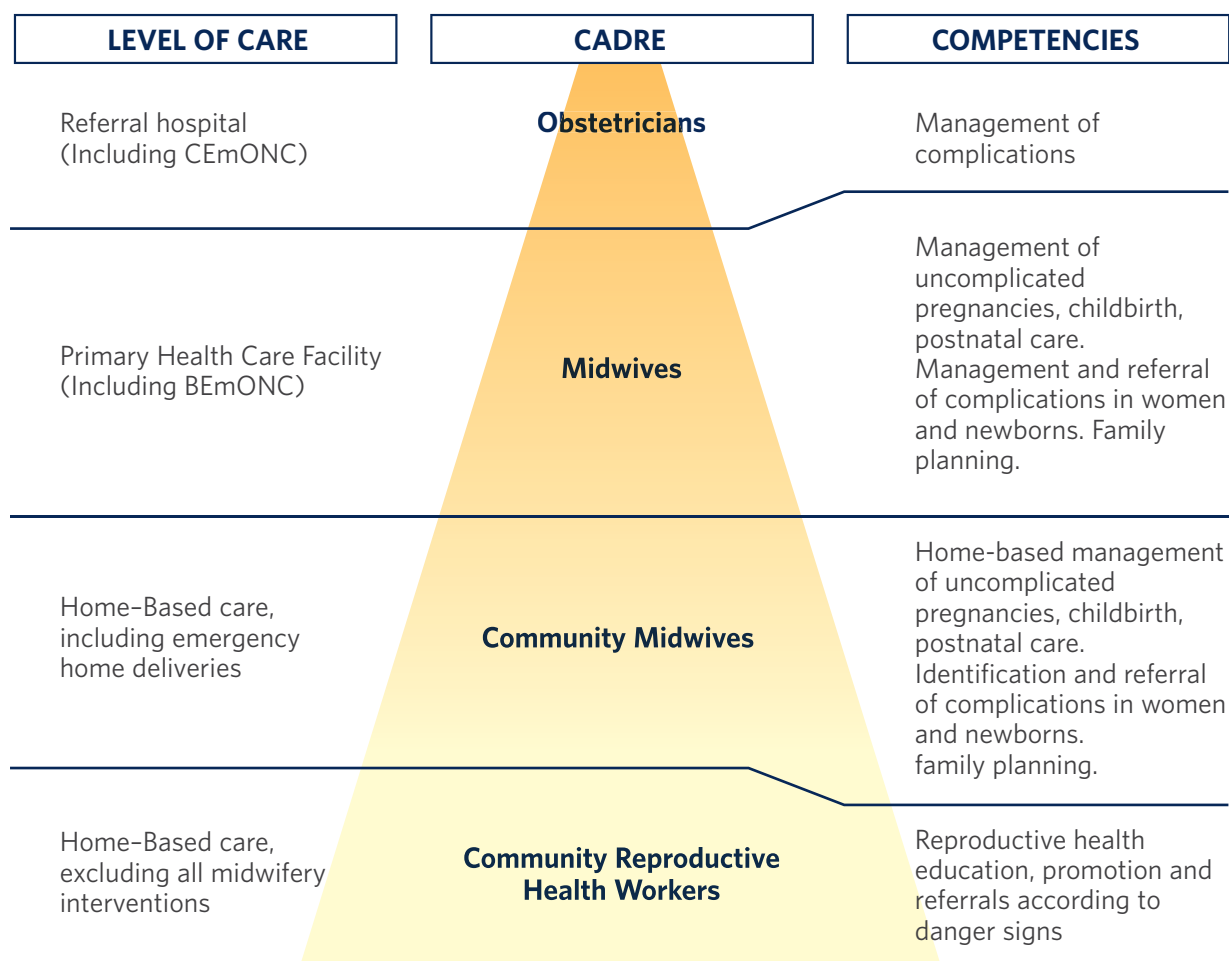 LEVEL OF CARE
CADRE
COMPETENCIES
Referral hospital
(Including CEmONC)
Obstetricians
Management of
complications
Primary Health Care Facility
(Including BEmONC)
Midwives
Management of
uncomplicated
pregnancies, childbirth,
postnatal care.
Management and referral
of complications in women
and newborns. Family
planning.
Home–Based care,
including emergency
home deliveries
Community Midwives
Home-based management
of uncomplicated
pregnancies, childbirth,
postnatal care.
Identification and referral
of complications in women
and newborns.
family planning.
Home–Based care,
excluding all midwifery
interventions
Community Reproductive
Health Workers
Reproductive health
education, promotion and
referrals according to
danger signs